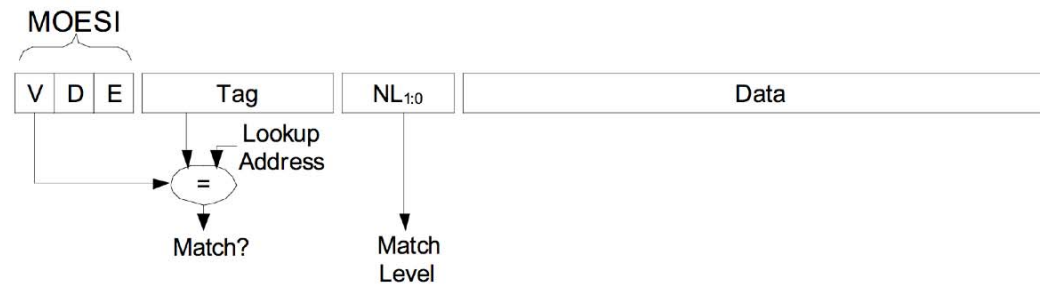 MOESI
V D E Tag NL1:0 Data
Lookup
Address
=
Match?
Match
Level